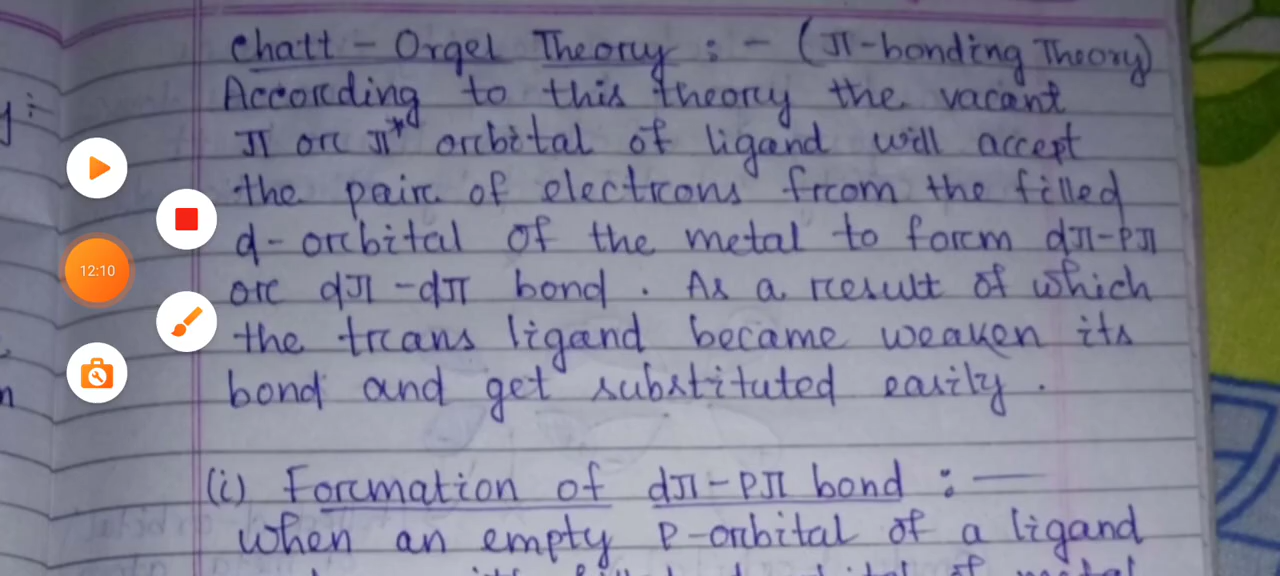 Chatt - Orgel Theory : - (π-bonding Theory)
y :-
According to this theory the vacant
π or π* orbital of ligand will accept
the pair of electrons from the filled
d-orbital of the metal to form dπ-pπ
12:10
or dπ-dπ bond. As a result of which
the trans ligand became weaken its
bond and get substituted easily.
n
(i) Formation of dπ-pπ bond : —
when an empty p-orbital of a ligand